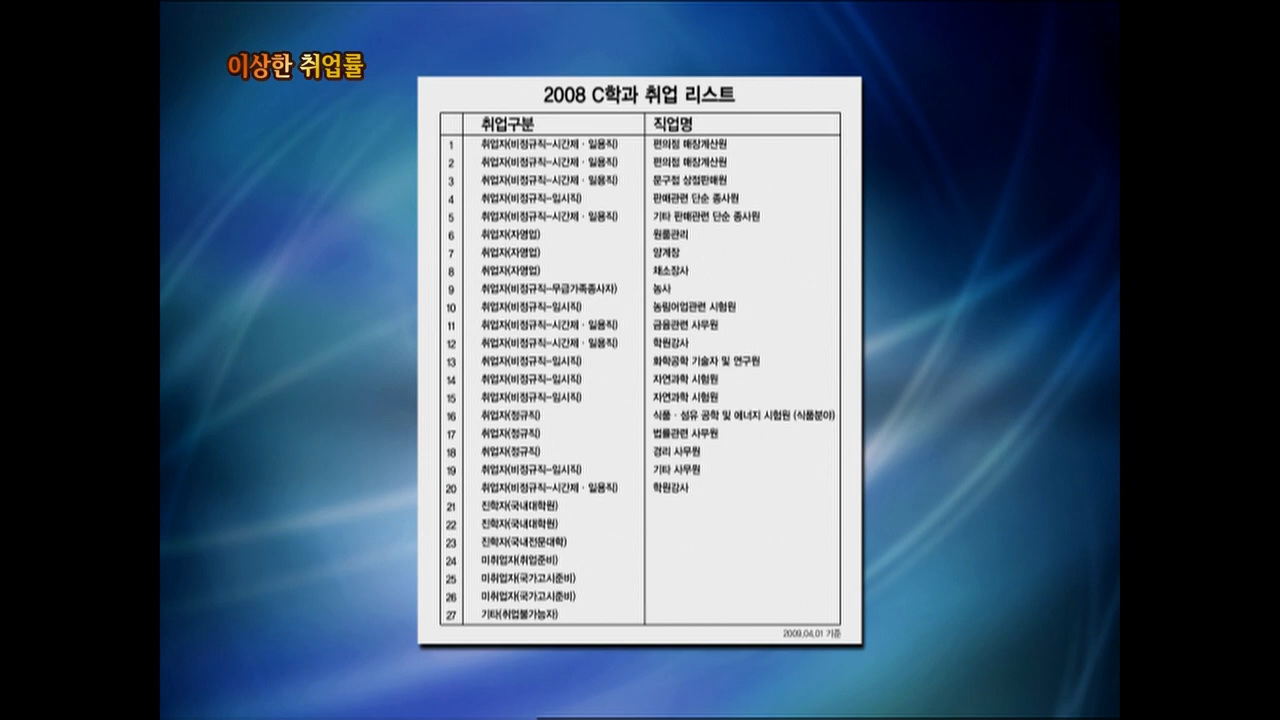 이상한 취업률
2008 C학과 취업 리스트
취업구분 직업명
1 취업자(비정규직-시간제 · 일용직) 편의점 매장계산원
2 취업자(비정규직-시간제 · 일용직) 편의점 매장계산원
3 취업자(비정규직-시간제 · 일용직) 문구점 상점판매원
4 취업자(비정규직-임시직) 판매관련 단순 종사원
5 취업자(비정규직-시간제 · 일용직) 기타 판매관련 단순 종사원
6 취업자(자영업) 원룸관리
7 취업자(자영업) 양계장
8 취업자(자영업) 채소장사
9 취업자(비정규직-무급가족종사자) 농사
10 취업자(비정규직-임시직) 농림어업관련 시험원
11 취업자(비정규직-시간제 · 일용직) 금융관련 사무원
12 취업자(비정규직-시간제 · 일용직) 학원강사
13 취업자(비정규직-임시직) 화학공학 기술자 및 연구원
14 취업자(비정규직-임시직) 자연과학 시험원
15 취업자(비정규직-임시직) 자연과학 시험원
16 취업자(정규직) 식품 · 섬유 공학 및 에너지 시험원 (식품분야)
17 취업자(정규직) 법률관련 사무원
18 취업자(정규직) 경리 사무원
19 취업자(비정규직-임시직) 기타 사무원
20 취업자(비정규직-시간제 · 일용직) 학원강사
21 진학자(국내대학원)
22 진학자(국내대학원)
23 진학자(국내전문대학)
24 미취업자(취업준비)
25 미취업자(국가고시준비)
26 미취업자(국가고시준비)
27 기타(취업불가능자)
2009.04.01 기준